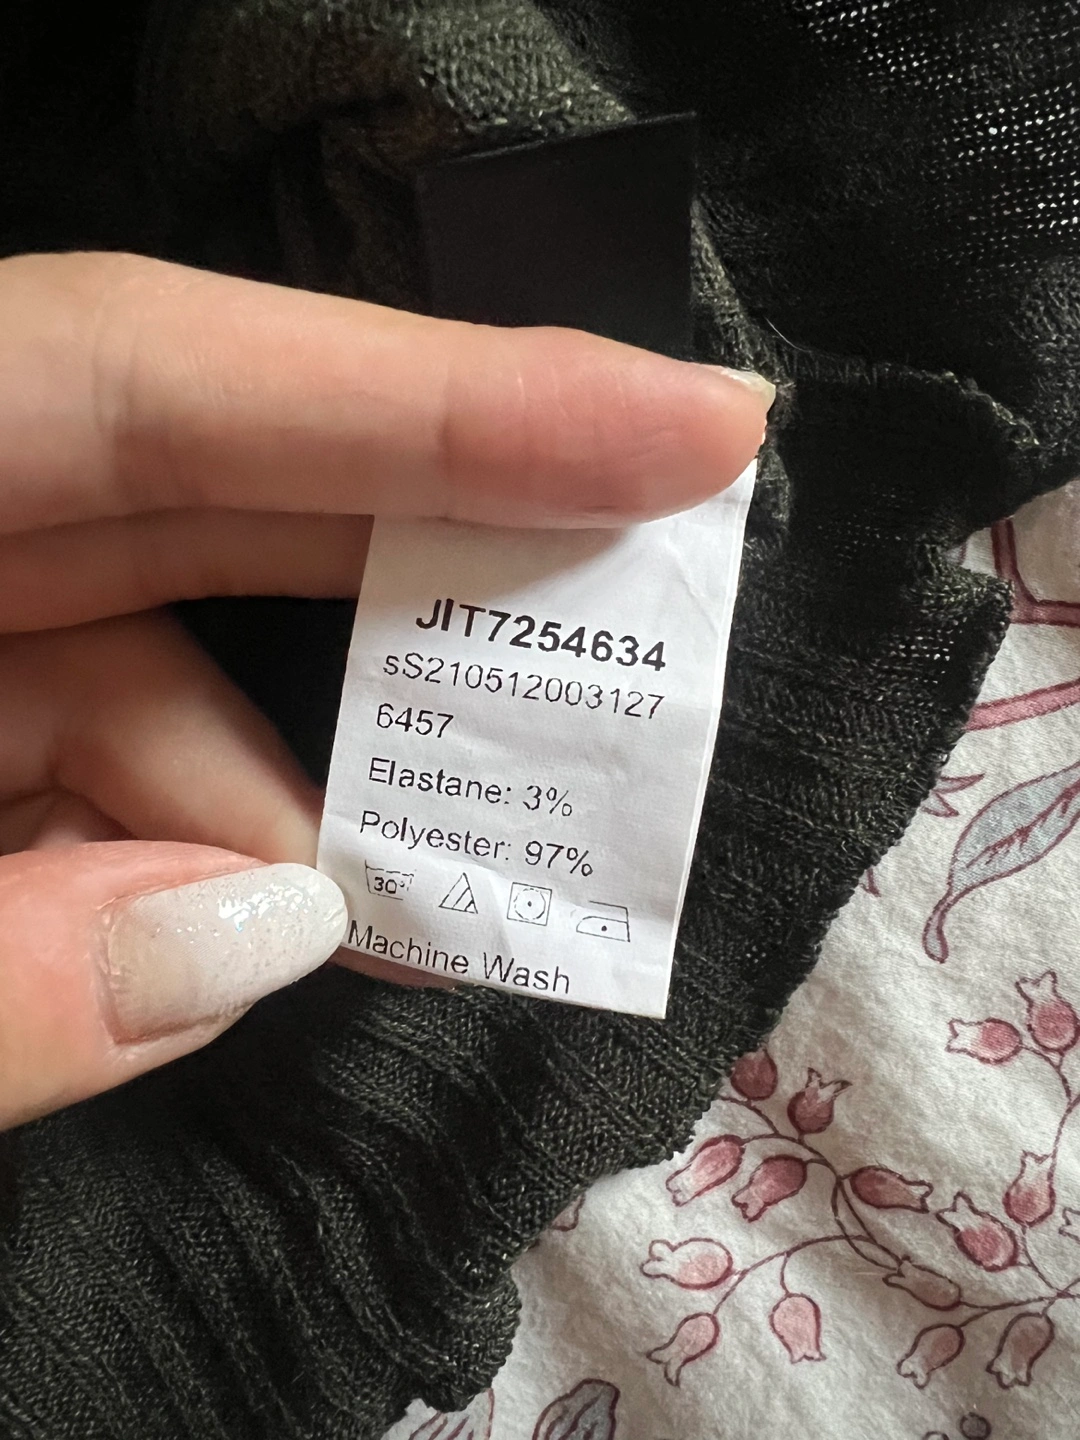 JIT7254634
sS210512003127
6457
Elastane: 3%
Polyester: 97%
30°
Machine Wash